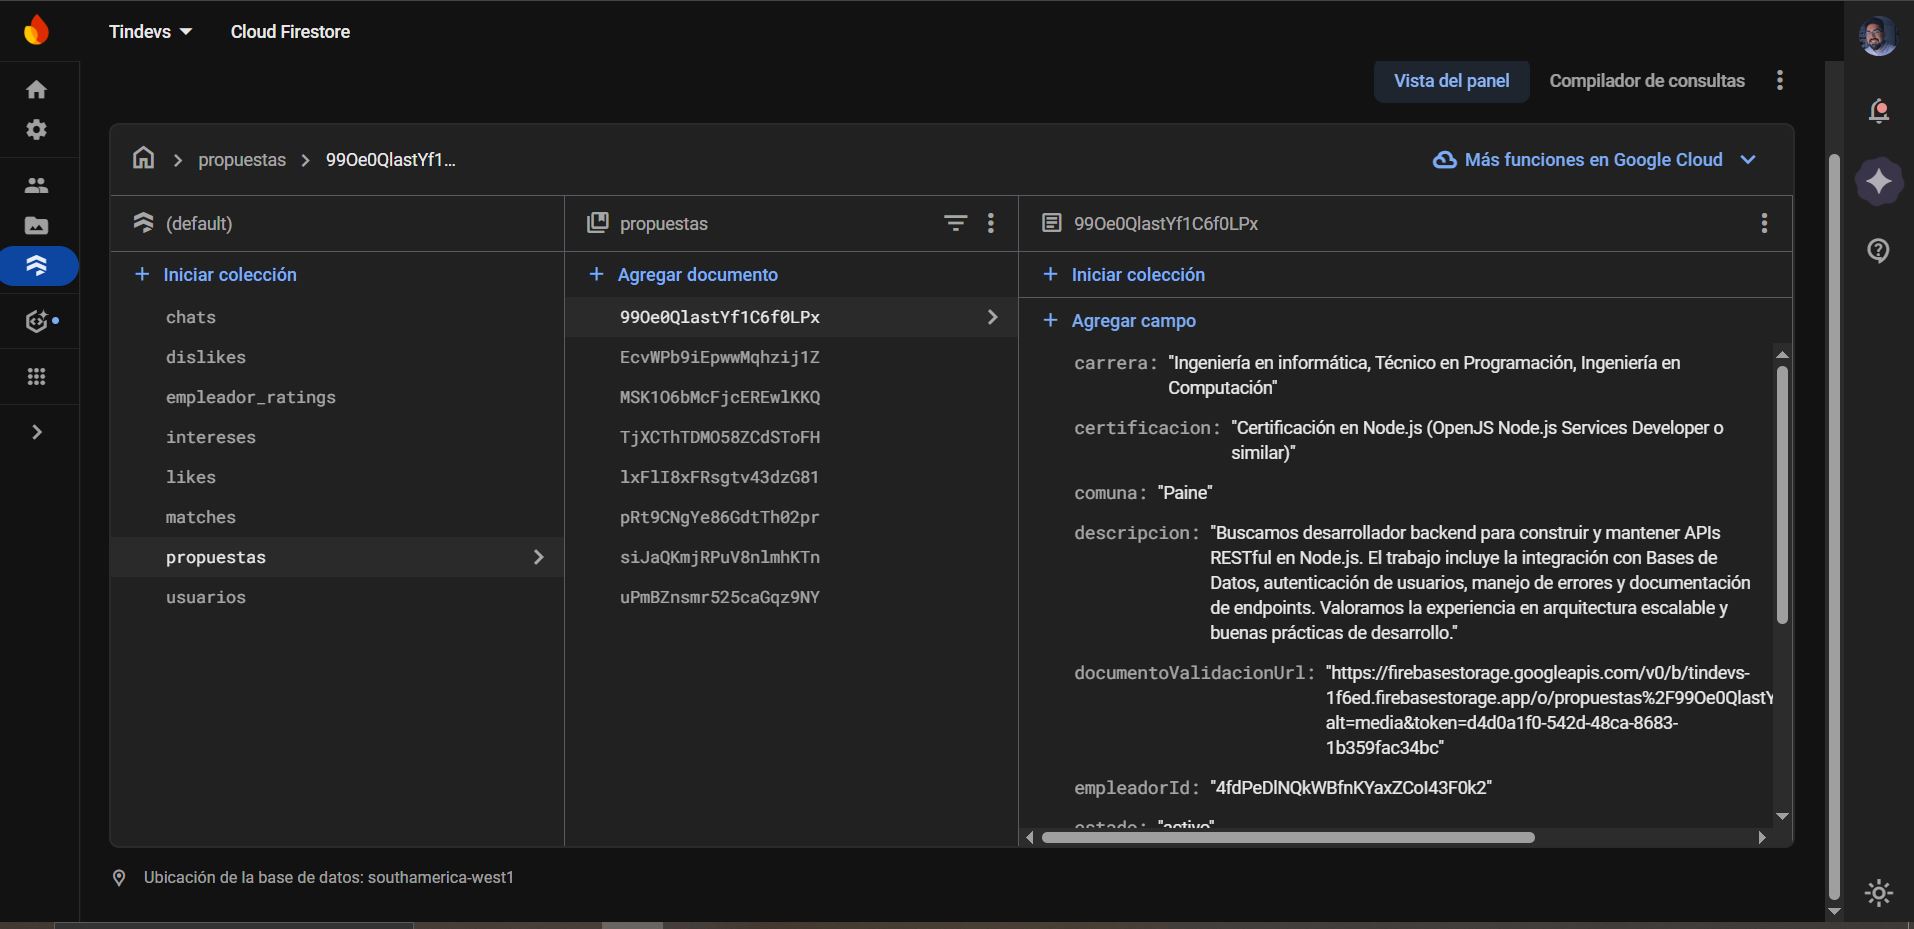 Tindevs
Cloud Firestore
Vista del panel
Compilador de consultas
propuestas
99Oe0QlastYf1...
Más funciones en Google Cloud
(default)
propuestas
99Oe0QlastYf1C6f0LPx
Iniciar colección
chats
dislikes
empleador_ratings
intereses
likes
matches
propuestas
usuarios
Agregar documento
99Oe0QlastYf1C6f0LPx
EcvWPb9iEpwwMqhzij1Z
MSK1O6bMcFjcEREwlKKQ
TjXCThTDMO58ZCdSToFH
lxFlI8xFRsgtv43dzG81
pRt9CNgYe86GdtTh02pr
siJaQKmjRPuV8nlmhKTn
uPmBZnsmr525caGqz9NY
Iniciar colección
Agregar campo
carrera: "Ingeniería en informática, Técnico en Programación, Ingeniería en
Computación"
certificacion: "Certificación en Node.js (OpenJS Node.js Services Developer o
similar)"
comuna: "Paine"
descripcion: "Buscamos desarrollador backend para construir y mantener APIs
RESTful en Node.js. El trabajo incluye la integración con Bases de
Datos, autenticación de usuarios, manejo de errores y documentación
de endpoints. Valoramos la experiencia en arquitectura escalable y
buenas prácticas de desarrollo."
documentoValidacionUrl: "https://firebasestorage.googleapis.com/v0/b/tindevs-
1f6ed.firebasestorage.app/o/propuestas%2F99Oe0QlastY
alt=media&token=d4d0a1f0-542d-48ca-8683-
1b359fac34bc"
empleadorId: "4fdPeDlNQkWBfnKYaxZCoI43F0k2"
estado: "activo"
Ubicación de la base de datos: southamerica-west1